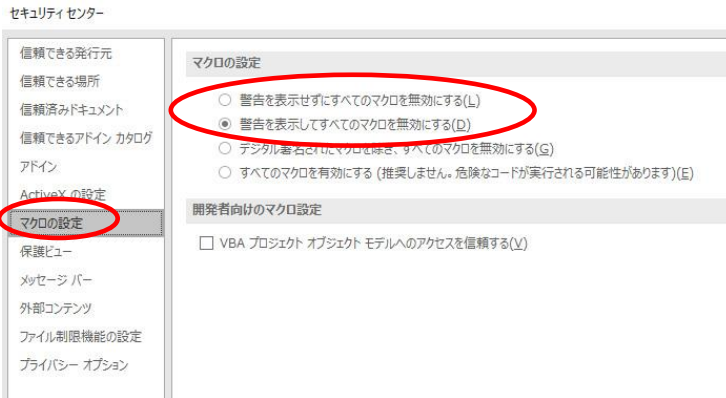 セキュリティ センター
信頼できる発行元
信頼できる場所
信頼済みドキュメント
信頼できるアドイン カタログ
アドイン
ActiveX の設定
マクロの設定
保護ビュー
メッセージ バー
外部コンテンツ
ファイル制限機能の設定
プライバシー オプション
マクロの設定
警告を表示せずにすべてのマクロを無効にする(L)
警告を表示してすべてのマクロを無効にする(D)
デジタル署名されたマクロを除き、すべてのマクロを無効にする(G)
すべてのマクロを有効にする (推奨しません。危険なコードが実行される可能性があります)(E)
開発者向けのマクロ設定
VBA プロジェクト オブジェクト モデルへのアクセスを信頼する(V)